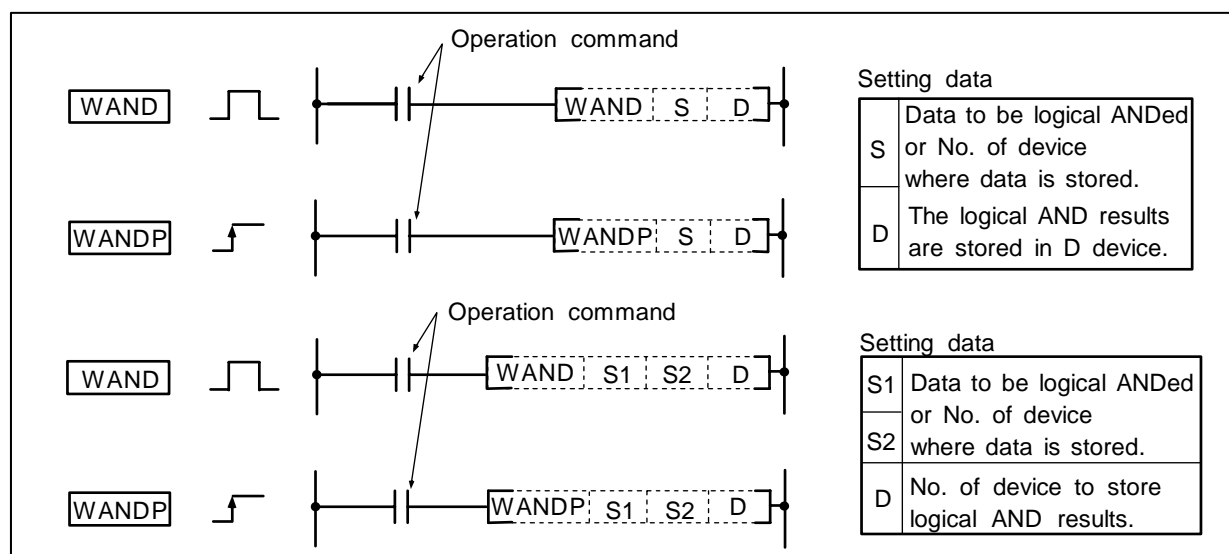 Operation command
WAND WAND S D
WANDP WANDP S D
Setting data
S Data to be logical ANDed
or No. of device
where data is stored.
D The logical AND results
are stored in D device.
Operation command
WAND WAND S1 S2 D
WANDP WANDP S1 S2 D
Setting data
S1 Data to be logical ANDed
or No. of device
S2 where data is stored.
D No. of device to store
logical AND results.